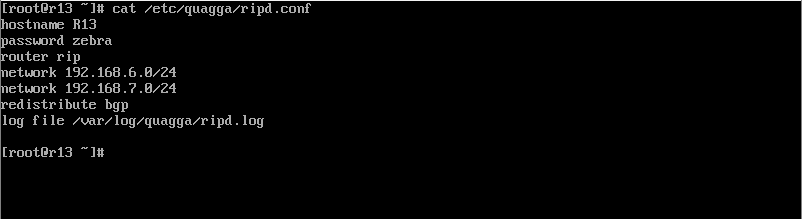 [root@r13 ~]# cat /etc/quagga/ripd.conf
hostname R13
password zebra
router rip
network 192.168.6.0/24
network 192.168.7.0/24
redistribute bgp
log file /var/log/quagga/ripd.log
[root@r13 ~]#